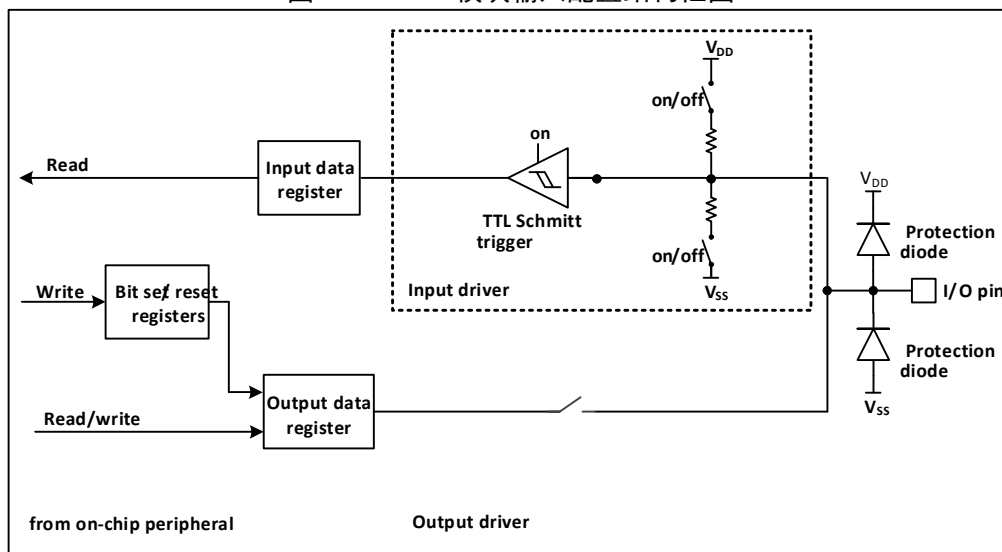 V_DD
on/off
on
Read
Input data
register
TTL Schmitt
trigger
on/off
V_SS
Input driver
V_DD
Protection
diode
I/O pin
Write
Bit set/ reset
registers
Protection
diode
V_SS
Output data
register
Read/write
from on-chip peripheral
Output driver